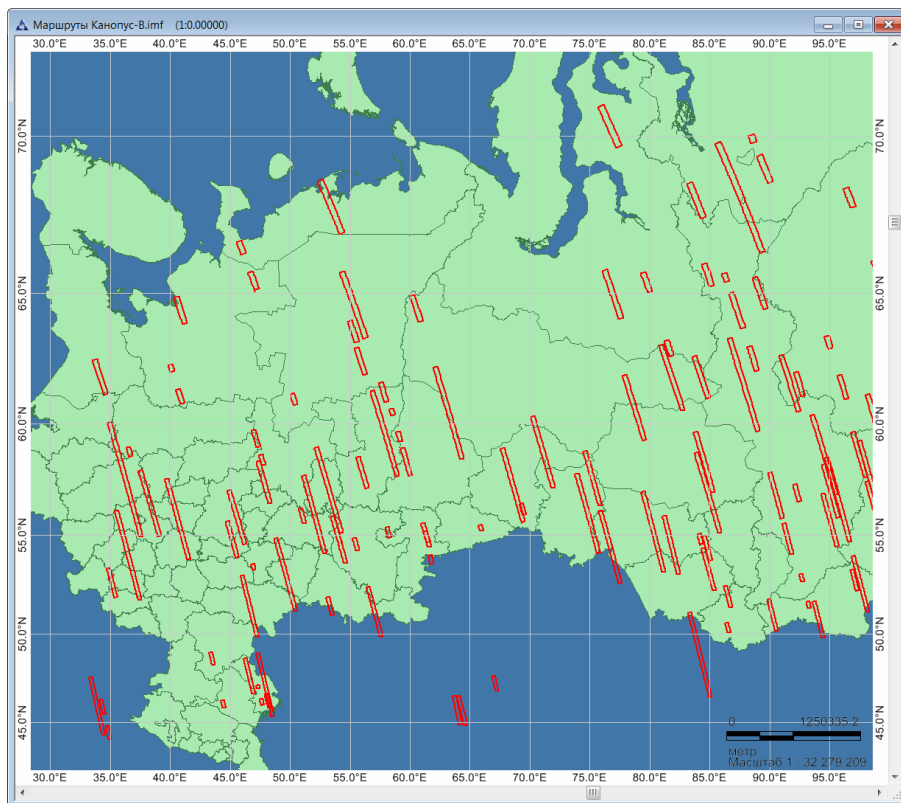 Маршруты Канопус-В.imf (1:0.00000)
30.0°E 35.0°E 40.0°E 45.0°E 50.0°E 55.0°E 60.0°E 65.0°E 70.0°E 75.0°E 80.0°E 85.0°E 90.0°E 95.0°E
70.0°N 70.0°N
65.0°N 65.0°N
60.0°N 60.0°N
55.0°N 55.0°N
50.0°N 50.0°N
45.0°N 45.0°N
0 1250335.2
метр
Масштаб 1 : 32 279 209
30.0°E 35.0°E 40.0°E 45.0°E 50.0°E 55.0°E 60.0°E 65.0°E 70.0°E 75.0°E 80.0°E 85.0°E 90.0°E 95.0°E